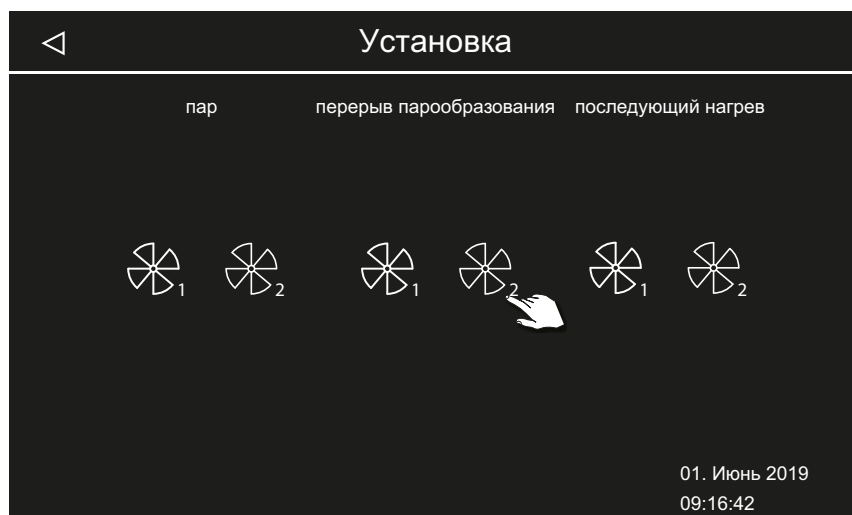 Установка
пар перерыв парообразования последующий нагрев
1 2 1 2 1 2
01. Июнь 2019
09:16:42